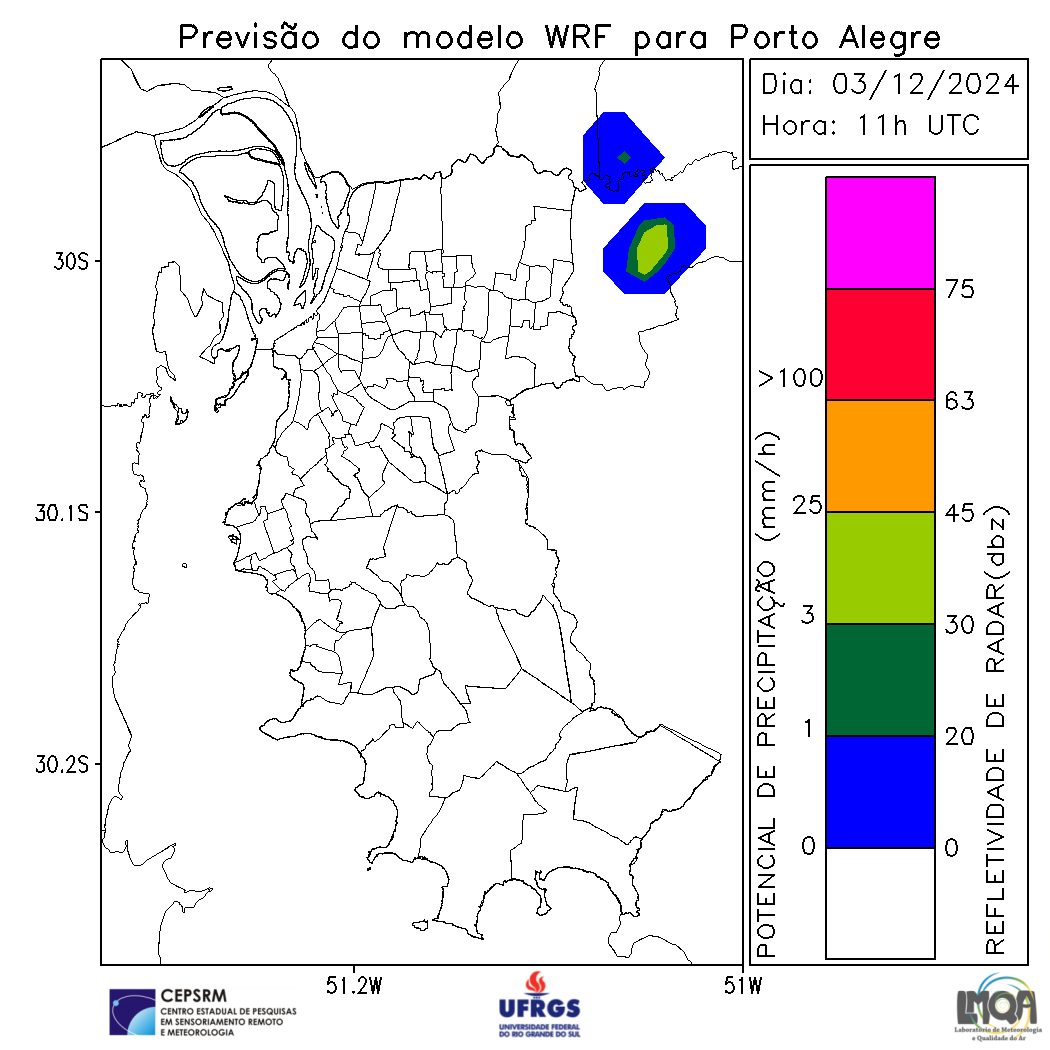 Previsão do modelo WRF para Porto Alegre
Dia: 03/12/2024
Hora: 11h UTC
30S
30.1S
30.2S
51.2W
51W
POTENCIAL DE PRECIPITAÇÃO (mm/h)
>100
25
3
1
0
75
63
45
30
20
0
REFLETIVIDADE DE RADAR(dbz)
CEPSRM
CENTRO ESTADUAL DE PESQUISAS
EM SENSORIAMENTO REMOTO
E METEOROLOGIA
UFRGS
UNIVERSIDADE FEDERAL
DO RIO GRANDE DO SUL
LMQA
Laboratório de Meteorologia
e Qualidade do Ar